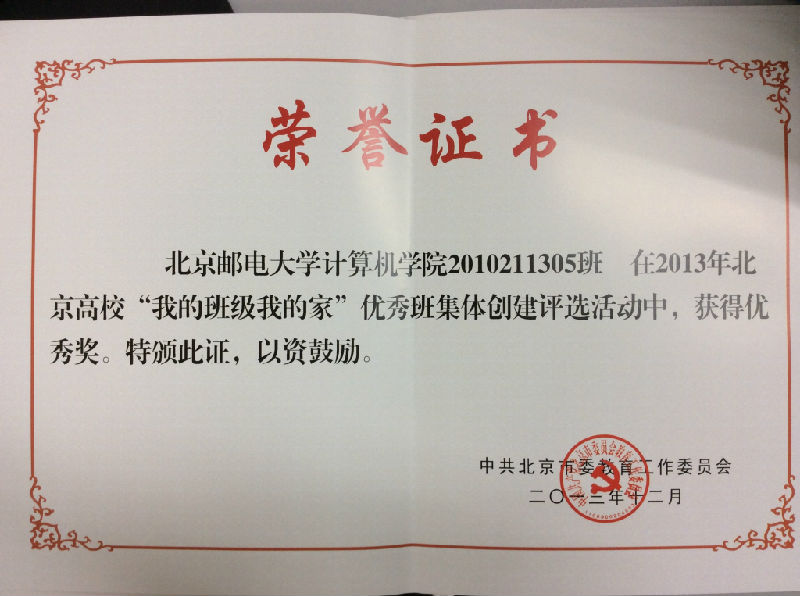 荣誉证书
北京邮电大学计算机学院2010211305班 在2013年北
京高校“我的班级我的家”优秀班集体创建评选活动中，获得优
秀奖。特颁此证，以资鼓励。
中共北京市委教育工作委员会
二〇一三年十二月